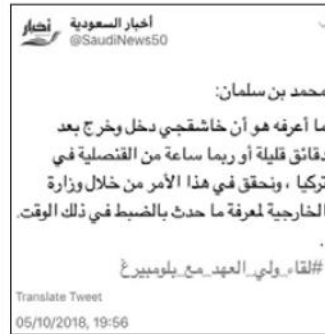 أخبار السعودية
أخبار
@SaudiNews50
محمد بن سلمان:
ما أعرفه هو أن خاشقجي دخل وخرج بعد
دقائق قليلة أو ربما ساعة من القنصلية في
تركيا ، ونحقق في هذا الأمر من خلال وزارة
الخارجية لمعرفة ما حدث بالضبط في ذلك الوقت.
.
#لقاء_ولي_العهد_مع_بلومبيرغ
Translate Tweet
05/10/2018, 19:56